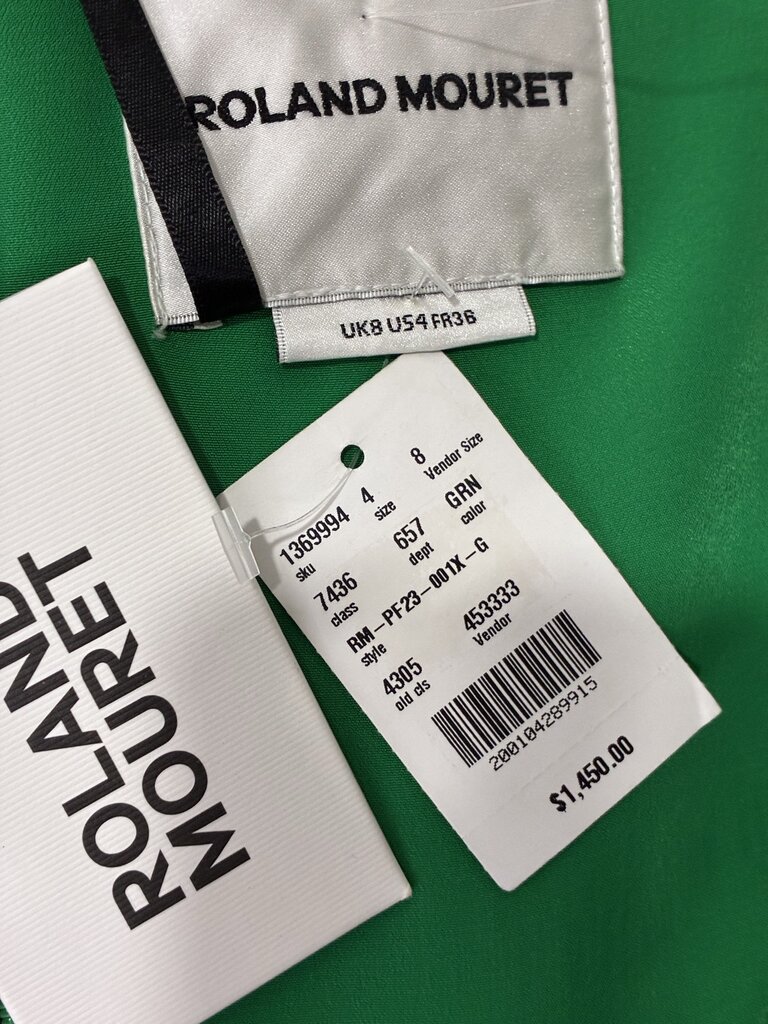 ROLAND MOURET
UK8 US4 FR36
1369994 4 8
sku size Vendor Size
7436 657 GRN
class dept color
RM-PF23-001X-G
style
4305 453333
old cls Vendor
200104289915
$1,450.00
ROLAND
MOURET